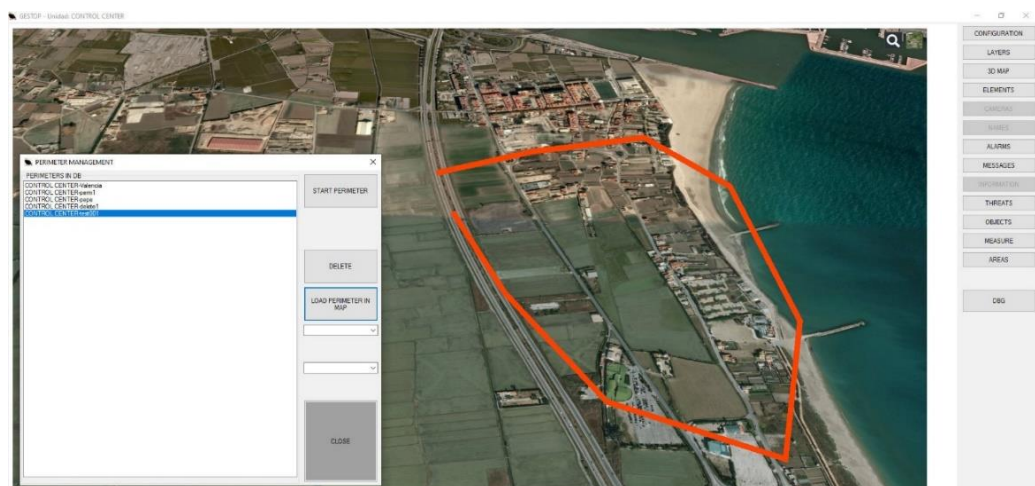 GESTOP - Unidad: CONTROL CENTER
CONFIGURATION
LAYERS
3D MAP
ELEMENTS
CAMERAS
ALARMS
MESSAGES
INFORMATION
THREATS
OBJECTS
MEASURE
AREAS
DBG
PERIMETER MANAGEMENT
PERIMETERS IN DB
CONTROL CENTER-Valencia
CONTROL CENTER-perim1
CONTROL CENTER-pepe
CONTROL CENTER-delete1
CONTROL CENTER-test001
START PERIMETER
DELETE
LOAD PERIMETER IN
MAP
CLOSE